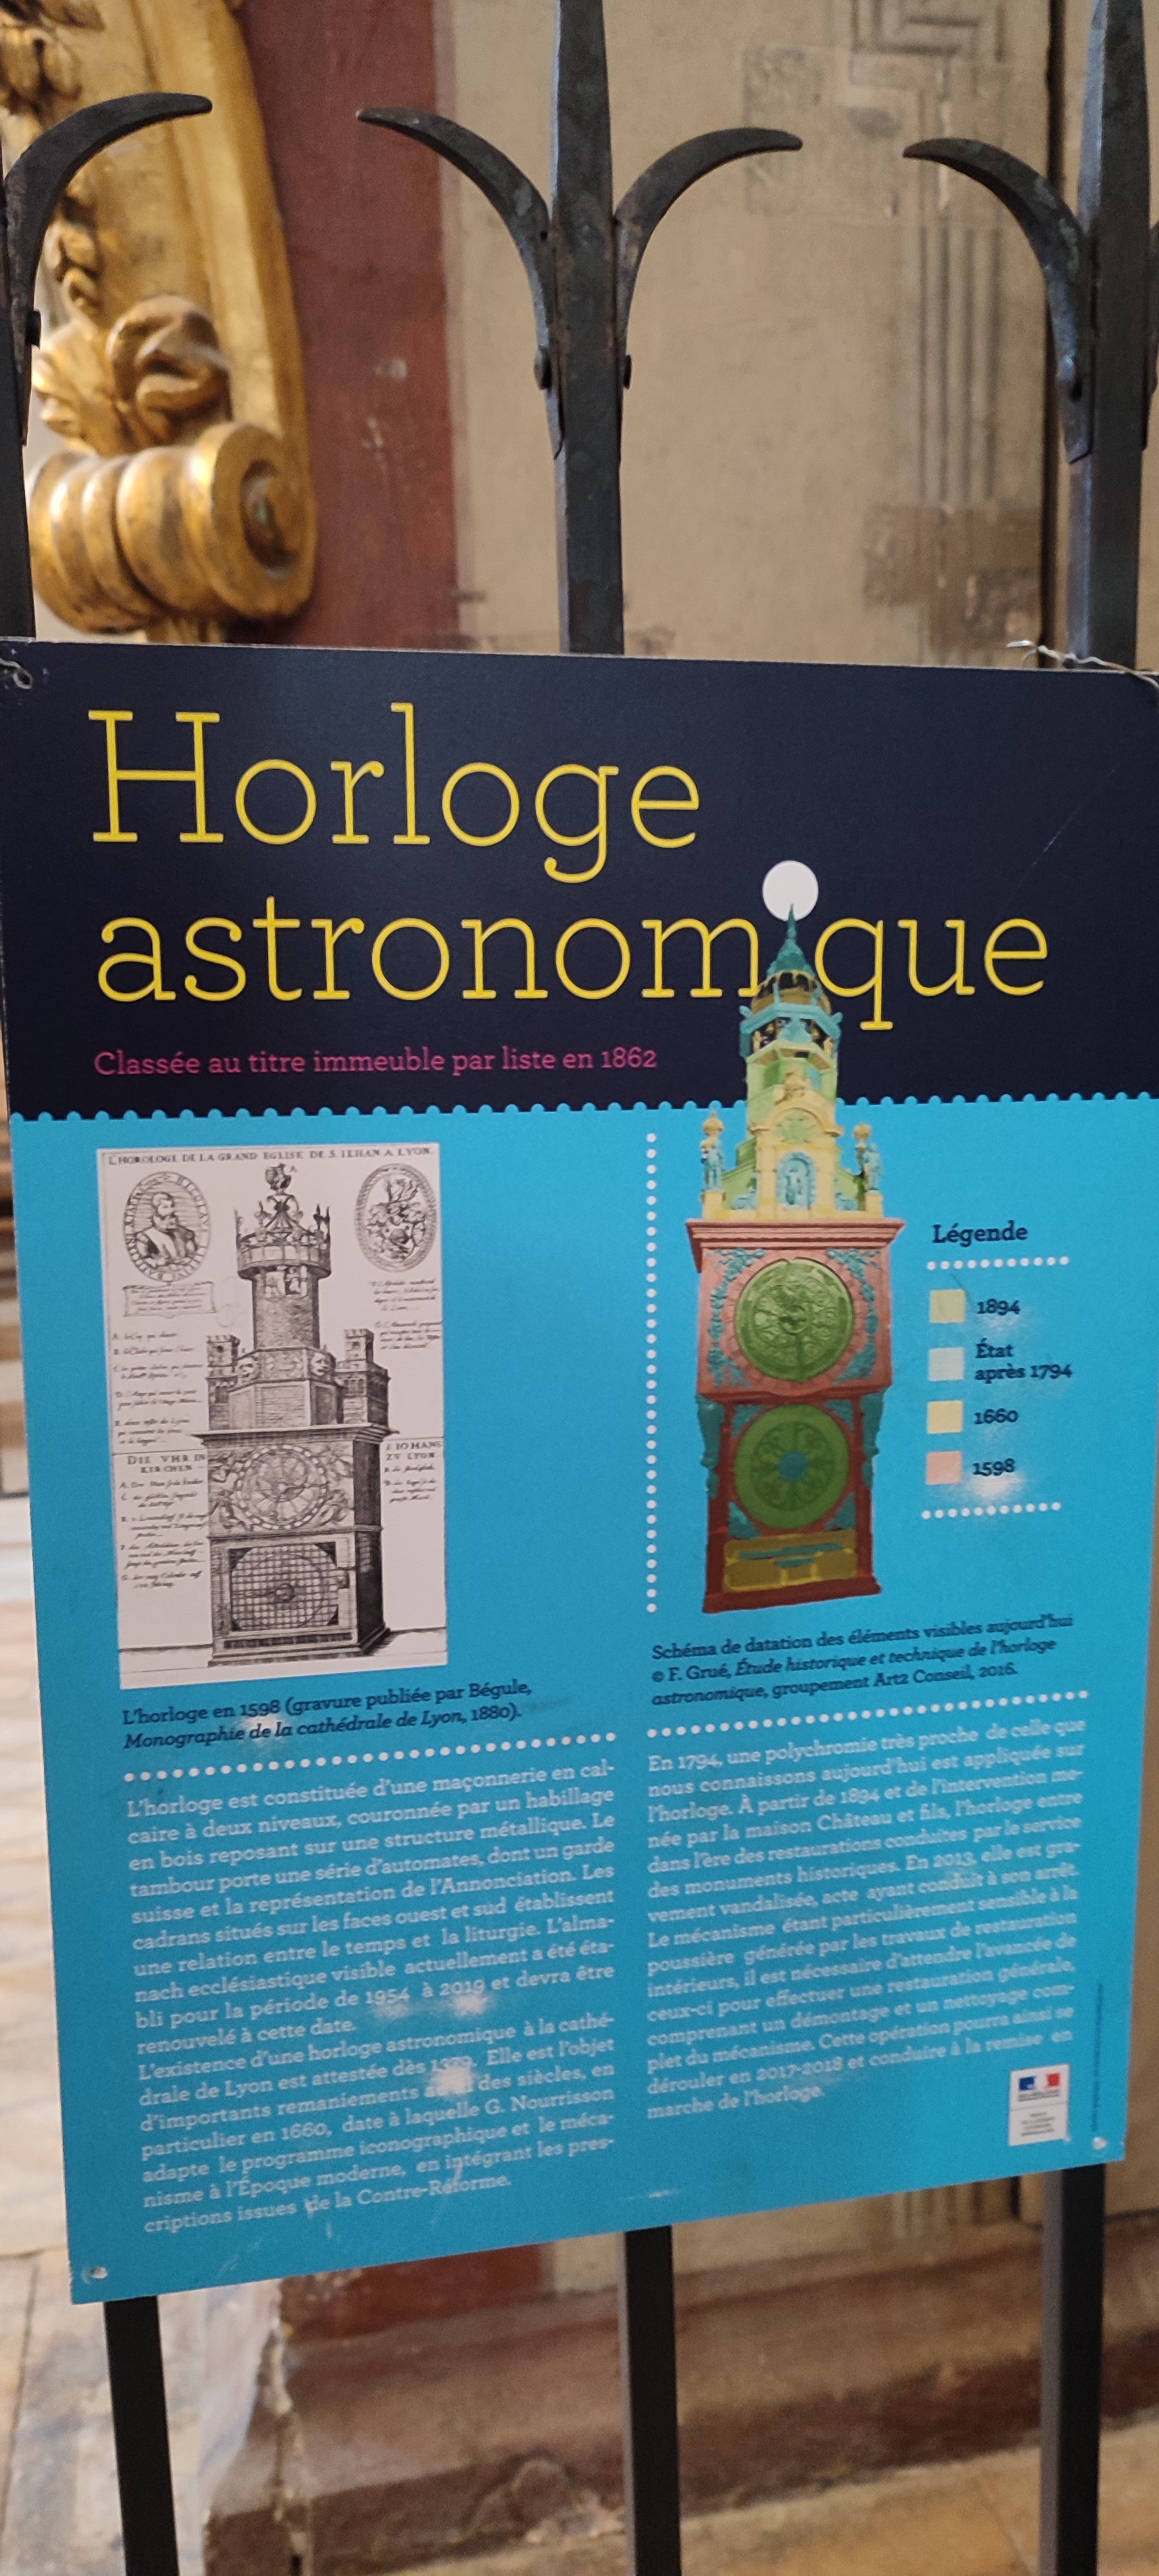 Horloge
astronomique
Classée au titre immeuble par liste en 1862
L'HOROLOGE DE LA GRAND EGLISE DE S. IEHAN A LYON.
DIE VHR IN
KIRCHEN
S. IOHANS
ZV LYON
L'horloge en 1598 (gravure publiée par Bégule,
Monographie de la cathédrale de Lyon, 1880).
L'horloge est constituée d'une maçonnerie en cal-
caire à deux niveaux, couronnée par un habillage
en bois reposant sur une structure métallique. Le
tambour porte une série d'automates, dont un garde
suisse et la représentation de l'Annonciation. Les
cadrans situés sur les faces ouest et sud établissent
une relation entre le temps et la liturgie. L'alma-
nach ecclésiastique visible actuellement a été éta-
bli pour la période de 1954 à 2019 et devra être
renouvelé à cette date.
L'existence d'une horloge astronomique à la cathé-
drale de Lyon est attestée dès Elle est l'objet
d'importants remaniements des siècles, en
particulier en 1660, date à laquelle G. Nourrisson
adapte le programme iconographique et le méca-
nisme à l'Époque moderne, en intégrant les pres-
criptions issues de la Contre-Réforme.
Légende
1894
État
après 1794
1660
1598
Schéma de datation des éléments visibles aujourd'hui
© F. Grué, Étude historique et technique de l'horloge
astronomique, groupement Art2 Conseil, 2016.
En 1794, une polychromie très proche de celle que
nous connaissons aujourd'hui est appliquée sur
l'horloge. À partir de 1894 et de l'intervention me-
née par la maison Château et fils, l'horloge entre
dans l'ère des restaurations conduites par le service
des monuments historiques. En 2013, elle est gra-
vement vandalisée, acte ayant conduit à son arrêt.
Le mécanisme étant particulièrement sensible à la
poussière générée par les travaux de restauration
intérieurs, il est nécessaire d'attendre l'avancée de
ceux-ci pour effectuer une restauration générale,
comprenant un démontage et un nettoyage com-
plet du mécanisme. Cette opération pourra ainsi se
dérouler en 2017-2018 et conduire à la remise en
marche de l'horloge.